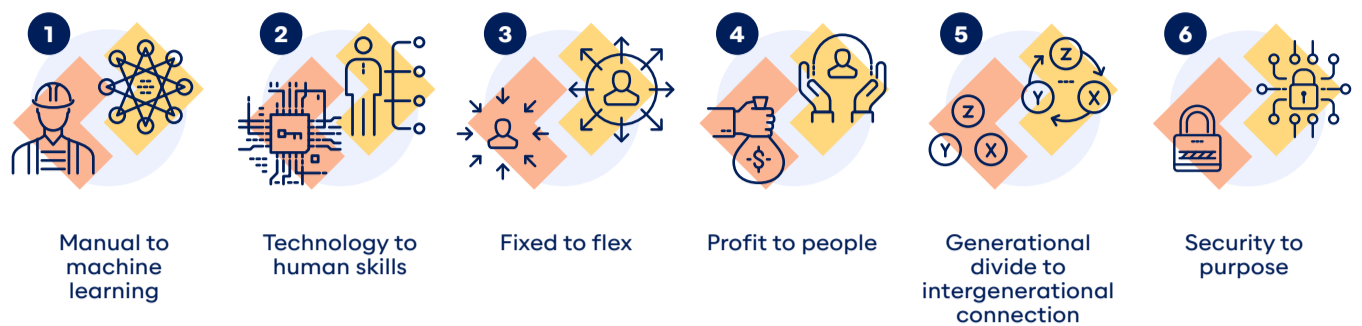 1
Manual to
machine
learning
2
Technology to
human skills
3
Fixed to flex
4
$
Profit to people
5
Z
Y X
Z
Y X
Generational
divide to
intergenerational
connection
6
Security to
purpose